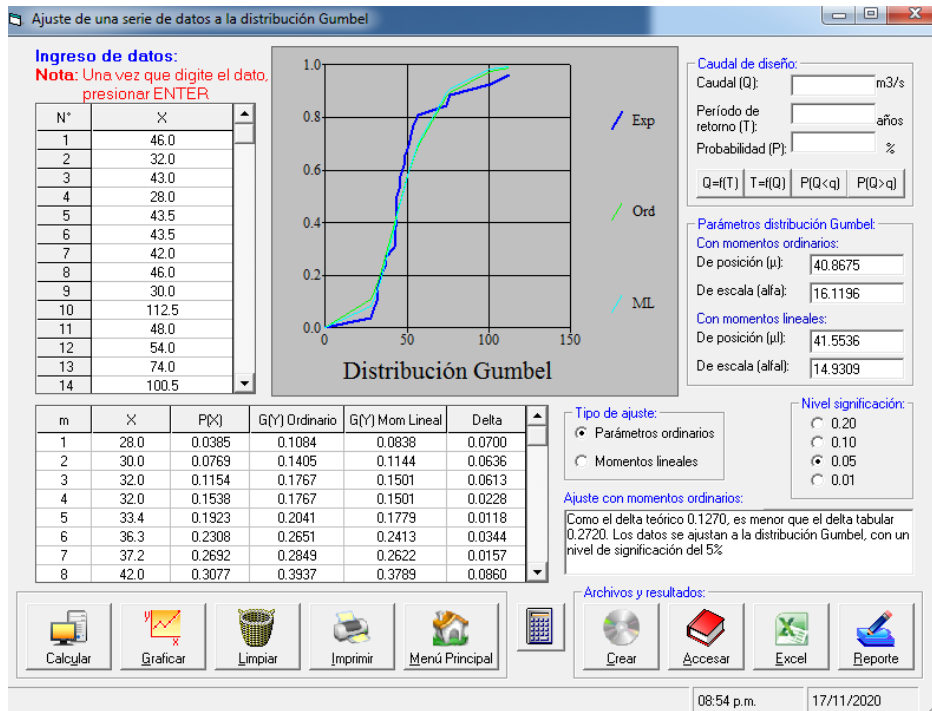 Ajuste de una serie de datos a la distribución Gumbel
Ingreso de datos:
Nota: Una vez que digite el dato,
presionar ENTER
N° X
1 46.0
2 32.0
3 43.0
4 28.0
5 43.5
6 43.5
7 42.0
8 46.0
9 30.0
10 112.5
11 48.0
12 54.0
13 74.0
14 100.5
1.0
0.8
0.6
0.4
0.2
0.0
0 50 100 150
Exp
Ord
ML
Distribución Gumbel
Caudal de diseño:
Caudal (Q): m3/s
Período de
retorno (T): años
Probabilidad (P): %
Q=f(T) T=f(Q) P(Q<q) P(Q>q)
Parámetros distribución Gumbel:
Con momentos ordinarios:
De posición (µ): 40.8675
De escala (alfa): 16.1196
Con momentos lineales:
De posición (µl): 41.5536
De escala (alfal): 14.9309
m X P(X) G(Y) Ordinario G(Y) Mom Lineal Delta
1 28.0 0.0385 0.1084 0.0838 0.0700
2 30.0 0.0769 0.1405 0.1144 0.0636
3 32.0 0.1154 0.1767 0.1501 0.0613
4 32.0 0.1538 0.1767 0.1501 0.0228
5 33.4 0.1923 0.2041 0.1779 0.0118
6 36.3 0.2308 0.2651 0.2413 0.0344
7 37.2 0.2692 0.2849 0.2622 0.0157
8 42.0 0.3077 0.3937 0.3789 0.0860
Tipo de ajuste:
Parámetros ordinarios
Momentos lineales
Nivel significación:
0.20
0.10
0.05
0.01
Ajuste con momentos ordinarios:
Como el delta teórico 0.1270, es menor que el delta tabular
0.2720. Los datos se ajustan a la distribución Gumbel, con un
nivel de significación del 5%
Calcular
Graficar
Limpiar
Imprimir
Menú Principal
Archivos y resultados:
Crear
Accesar
Excel
Reporte
08:54 p.m. 17/11/2020